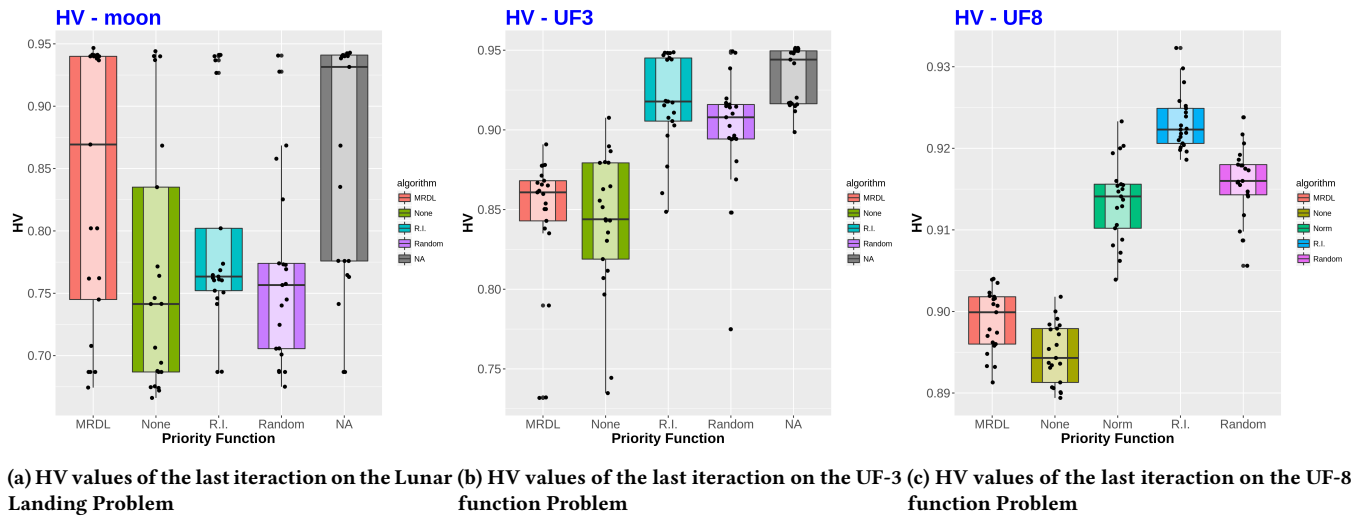 HV - moon
0.95
0.90
0.85
0.80
0.75
0.70
HV
MRDL
None
R.I.
Random
NA
Priority Function
algorithm
MRDL
None
R.I.
Random
NA
HV - UF3
0.95
0.90
0.85
0.80
0.75
HV
MRDL
None
R.I.
Random
NA
Priority Function
algorithm
MRDL
None
R.I.
Random
NA
HV - UF8
0.93
0.92
0.91
0.90
0.89
HV
MRDL
None
Norm
R.I.
Random
Priority Function
algorithm
MRDL
None
Norm
R.I.
Random
(a) HV values of the last iteraction on the Lunar
Landing Problem
(b) HV values of the last iteraction on the UF-3
function Problem
(c) HV values of the last iteraction on the UF-8
function Problem